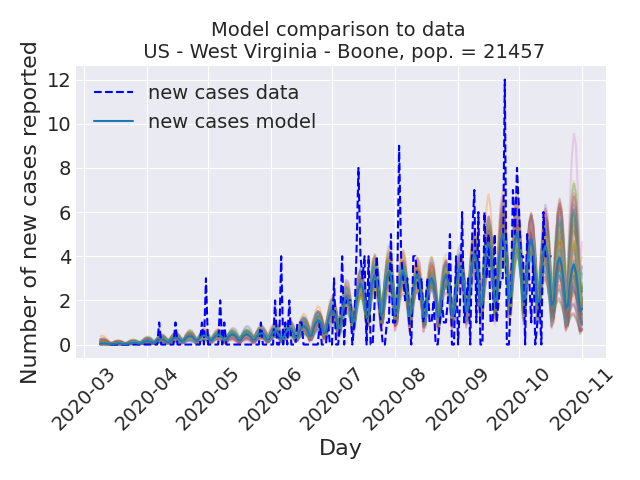 Model comparison to data
US - West Virginia - Boone, pop. = 21457
Number of new cases reported
12
10
8
6
4
2
0
new cases data
new cases model
2020-03
2020-04
2020-05
2020-06
2020-07
2020-08
2020-09
2020-10
2020-11
Day